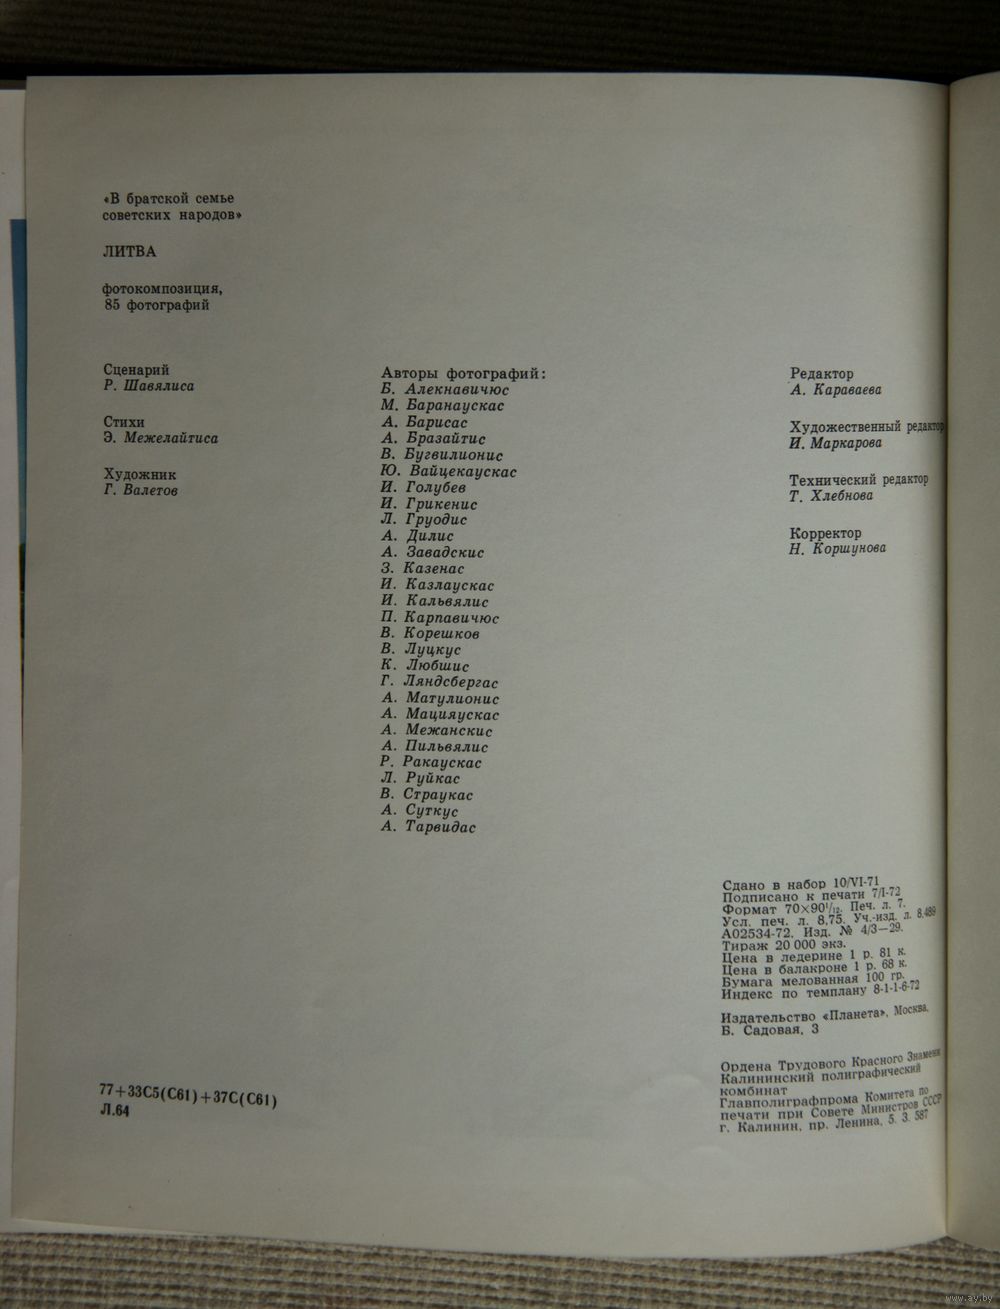 «В братской семье
советских народов»
ЛИТВА
фотокомпозиция,
85 фотографий
Сценарий
Р. Шавялиса
Стихи
Э. Межелайтиса
Художник
Г. Валетов
Авторы фотографий:
Б. Алекнавичюс
М. Баранаускас
А. Барисас
А. Бразайтис
В. Бугвилионис
Ю. Вайцекаускас
И. Голубев
И. Грикенис
Л. Груодис
А. Дилис
А. Завадскис
З. Казенас
И. Казлаускас
И. Кальвялис
П. Карпавичюс
В. Корешков
В. Луцкус
К. Любшис
Г. Ляндсбергас
А. Матулионис
А. Мацияускас
А. Межанскис
А. Пильвялис
Р. Ракаускас
Л. Руйкас
В. Страукас
А. Суткус
А. Тарвидас
Редактор
А. Караваева
Художественный редактор
И. Маркарова
Технический редактор
Т. Хлебнова
Корректор
Н. Коршунова
Сдано в набор 10/VI-71
Подписано к печати 7/I-72
Формат 70×90¹/₁₂. Печ. л. 7.
Усл. печ. л. 8,75. Уч.-изд. л. 8,489
А02534-72. Изд. № 4/3—29.
Тираж 20 000 экз.
Цена в ледерине 1 р. 81 к.
Цена в балакроне 1 р. 68 к.
Бумага мелованная 100 гр.
Индекс по темплану 8-1-1-6-72
Издательство «Планета», Москва,
Б. Садовая, 3
Ордена Трудового Красного Знамени
Калининский полиграфический
комбинат
Главполиграфпрома Комитета по
печати при Совете Министров СССР
г. Калинин, пр. Ленина, 5. З. 587
77+33С5(С61)+37С(С61)
Л.64
www.ay.by